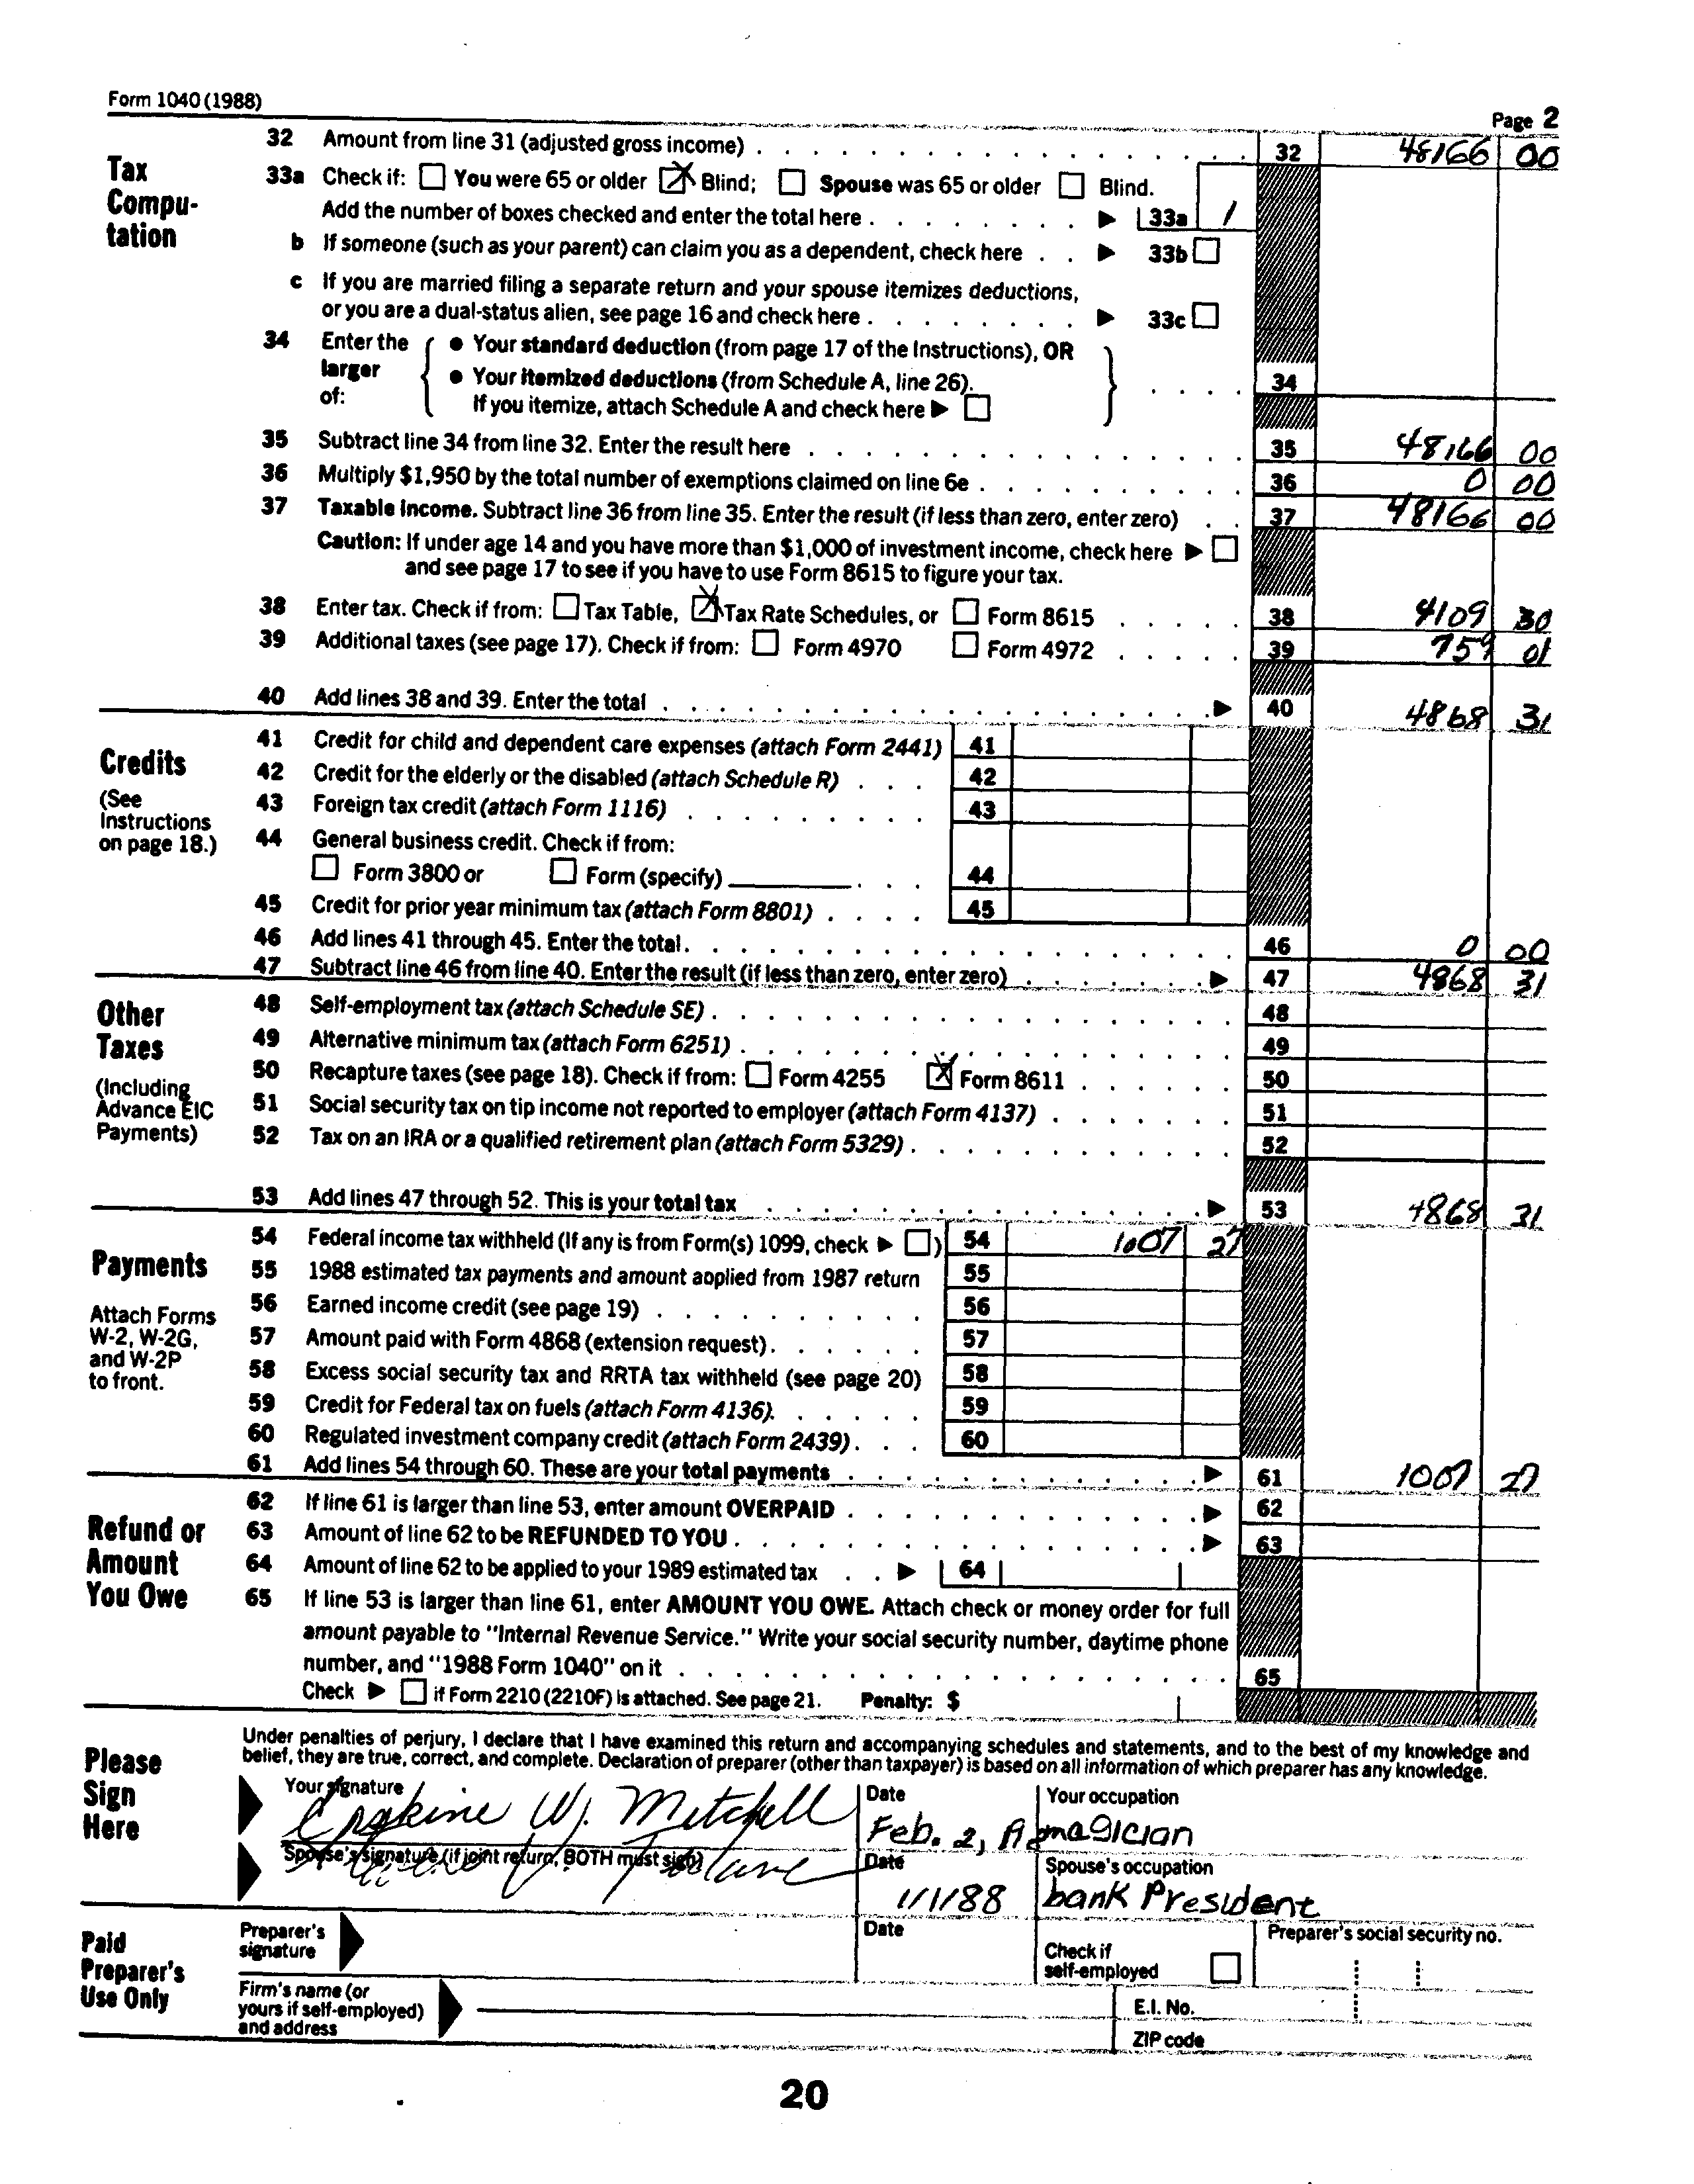 Form 1040 (1988)
Page 2
Tax Compu-tation
32 Amount from line 31 (adjusted gross income) . . . 32 48166 00
33a Check if: You were 65 or older Blind; Spouse was 65 or older Blind.
Add the number of boxes checked and enter the total here . . . 33a 1
b If someone (such as your parent) can claim you as a dependent, check here . . 33b
c If you are married filing a separate return and your spouse itemizes deductions,
or you are a dual-status alien, see page 16 and check here . . . 33c
34 Enter the larger of:
• Your standard deduction (from page 17 of the Instructions), OR
• Your itemized deductions (from Schedule A, line 26).
If you itemize, attach Schedule A and check here
34
35 Subtract line 34 from line 32. Enter the result here . . . 35 48166 00
36 Multiply $1,950 by the total number of exemptions claimed on line 6e . . . 36 0 00
37 Taxable income. Subtract line 36 from line 35. Enter the result (if less than zero, enter zero) . . 37 48166 00
Caution: If under age 14 and you have more than $1,000 of investment income, check here
and see page 17 to see if you have to use Form 8615 to figure your tax.
38 Enter tax. Check if from: Tax Table, X Tax Rate Schedules, or Form 8615 . . . 38 4109 30
39 Additional taxes (see page 17). Check if from: Form 4970 Form 4972 . . . 39 759 01
40 Add lines 38 and 39. Enter the total . . . 40 4868 31
Credits
(See Instructions on page 18.)
41 Credit for child and dependent care expenses (attach Form 2441) 41
42 Credit for the elderly or the disabled (attach Schedule R) . . . 42
43 Foreign tax credit (attach Form 1116) . . . 43
44 General business credit. Check if from:
Form 3800 or Form (specify) . . . 44
45 Credit for prior year minimum tax (attach Form 8801) . . . 45
46 Add lines 41 through 45. Enter the total . . . 46 0 00
47 Subtract line 46 from line 40. Enter the result (if less than zero, enter zero) . . . 47 4868 31
Other Taxes
(Including Advance EIC Payments)
48 Self-employment tax (attach Schedule SE) . . . 48
49 Alternative minimum tax (attach Form 6251) . . . 49
50 Recapture taxes (see page 18). Check if from: Form 4255 X Form 8611 . . . 50
51 Social security tax on tip income not reported to employer (attach Form 4137) . . . 51
52 Tax on an IRA or a qualified retirement plan (attach Form 5329) . . . 52
53 Add lines 47 through 52. This is your total tax . . . 53 4868 31
Payments
Attach Forms W-2, W-2G, and W-2P to front.
54 Federal income tax withheld (If any is from Form(s) 1099, check ) 54 1007 27
55 1988 estimated tax payments and amount applied from 1987 return 55
56 Earned income credit (see page 19) . . . 56
57 Amount paid with Form 4868 (extension request) . . . 57
58 Excess social security tax and RRTA tax withheld (see page 20) 58
59 Credit for Federal tax on fuels (attach Form 4136) . . . 59
60 Regulated investment company credit (attach Form 2439) . . . 60
61 Add lines 54 through 60. These are your total payments . . . 61 1007 27
Refund or Amount You Owe
62 If line 61 is larger than line 53, enter amount OVERPAID . . . 62
63 Amount of line 62 to be REFUNDED TO YOU . . . 63
64 Amount of line 62 to be applied to your 1989 estimated tax . . 64
65 If line 53 is larger than line 61, enter AMOUNT YOU OWE. Attach check or money order for full
amount payable to "Internal Revenue Service." Write your social security number, daytime phone
number, and "1988 Form 1040" on it . . . 65
Check if Form 2210 (2210F) is attached. See page 21. Penalty: $
Please Sign Here
Under penalties of perjury, I declare that I have examined this return and accompanying schedules and statements, and to the best of my knowledge and
belief, they are true, correct, and complete. Declaration of preparer (other than taxpayer) is based on all information of which preparer has any knowledge.
Your signature Date Your occupation
Erskine W. Mitchell Feb. 2, magician
Spouse's signature (if joint return, BOTH must sign) Date Spouse's occupation
1/1/88 bank President
Paid Preparer's Use Only
Preparer's signature Date Check if self-employed Preparer's social security no.
Firm's name (or yours if self-employed) and address
E.I. No.
ZIP code
20